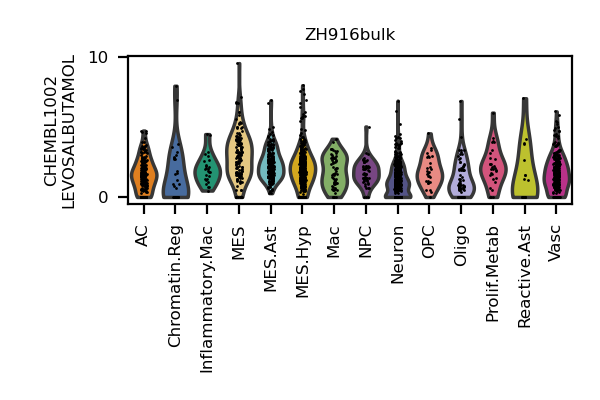 ZH916bulk
CHEMBL1002
LEVOSALBUTAMOL
10
0
AC
Chromatin.Reg
Inflammatory.Mac
MES
MES.Ast
MES.Hyp
Mac
NPC
Neuron
OPC
Oligo
Prolif.Metab
Reactive.Ast
Vasc